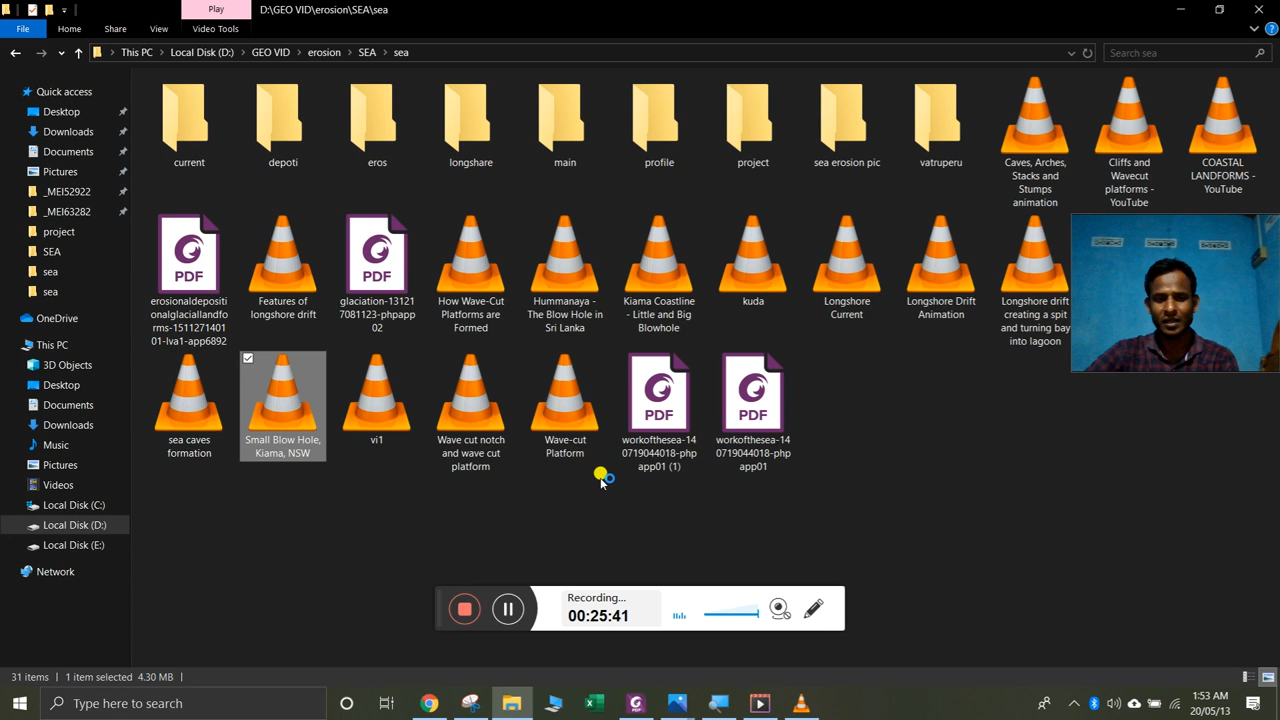 Play
D:\GEO VID\erosion\SEA\sea
File
Home
Share
View
Video Tools
This PC
Local Disk (D:)
GEO VID
erosion
SEA
sea
Search sea
Quick access
Desktop
Downloads
Documents
Pictures
_MEI52922
_MEI63282
project
SEA
sea
sea
OneDrive
This PC
3D Objects
Desktop
Documents
Downloads
Music
Pictures
Videos
Local Disk (C:)
Local Disk (D:)
Local Disk (E:)
Network
current
depoti
eros
longshare
main
profile
project
sea erosion pic
vatruperu
Caves, Arches,
Stacks and
Stumps
animation
Cliffs and
Wavecut
platforms -
YouTube
COASTAL
LANDFORMS -
YouTube
PDF
erosionaldepositi
onalglaciallandfo
rms-1511271401
01-lva1-app6892
Features of
longshore drift
PDF
glaciation-13121
7081123-phpapp
02
How Wave-Cut
Platforms are
Formed
Hummanaya -
The Blow Hole in
Sri Lanka
Kiama Coastline
- Little and Big
Blowhole
kuda
Longshore
Current
Longshore Drift
Animation
Longshore drift
creating a spit
and turning bay
into lagoon
sea caves
formation
Small Blow Hole,
Kiama, NSW
vi1
Wave cut notch
and wave cut
platform
Wave-cut
Platform
PDF
workofthesea-14
0719044018-php
app01 (1)
PDF
workofthesea-14
0719044018-php
app01
Recording...
00:25:41
31 items
1 item selected 4.30 MB
Type here to search
1:53 AM
20/05/13